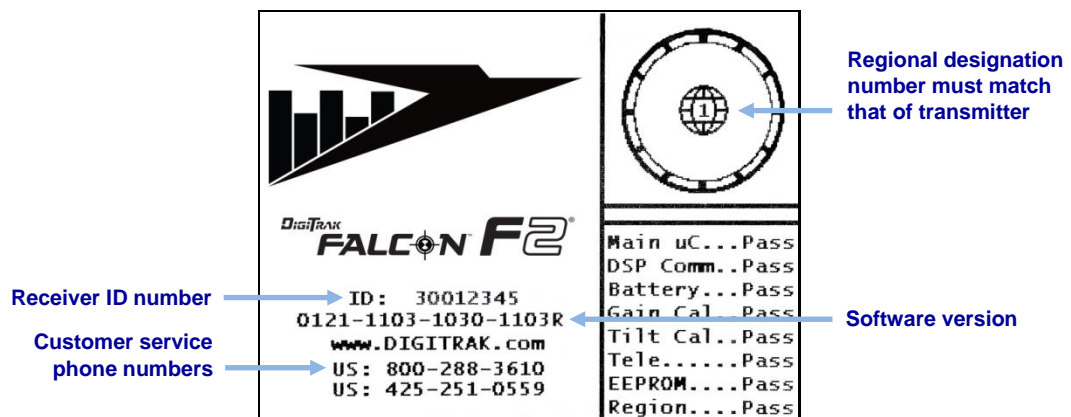 Regional designation
number must match
that of transmitter
1
DIGITRAK
FALCON F2®
Receiver ID number
ID: 30012345
0121-1103-1030-1103R
Software version
www.DIGITRAK.com
Customer service
phone numbers
US: 800-288-3610
US: 425-251-0559
Main uC...Pass
DSP Comm..Pass
Battery...Pass
Gain Cal..Pass
Tilt Cal..Pass
Tele......Pass
EEPROM....Pass
Region....Pass